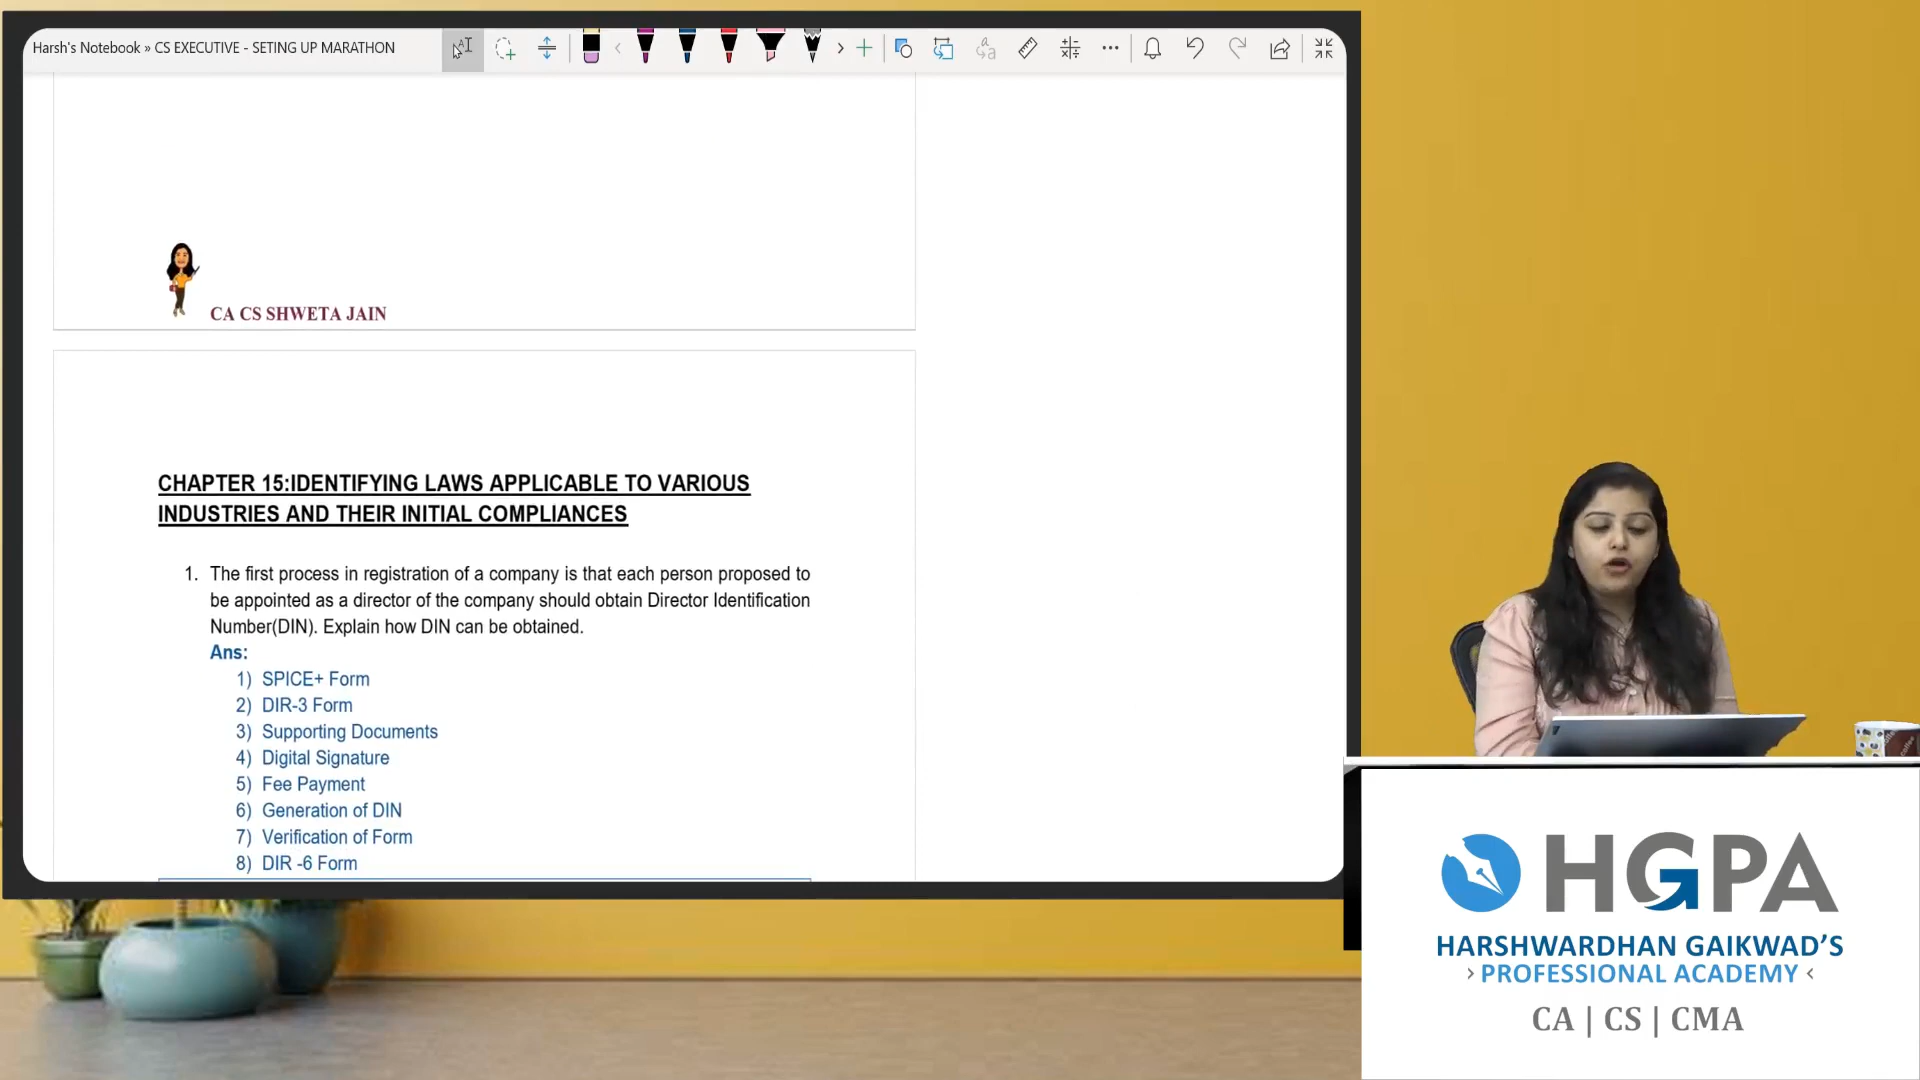 Harsh's Notebook » CS EXECUTIVE - SETING UP MARATHON
CA CS SHWETA JAIN
CHAPTER 15:IDENTIFYING LAWS APPLICABLE TO VARIOUS
INDUSTRIES AND THEIR INITIAL COMPLIANCES
1. The first process in registration of a company is that each person proposed to
be appointed as a director of the company should obtain Director Identification
Number(DIN). Explain how DIN can be obtained.
Ans:
1) SPICE+ Form
2) DIR-3 Form
3) Supporting Documents
4) Digital Signature
5) Fee Payment
6) Generation of DIN
7) Verification of Form
8) DIR -6 Form
HGPA
HARSHWARDHAN GAIKWAD'S
› PROFESSIONAL ACADEMY ‹
CA | CS | CMA